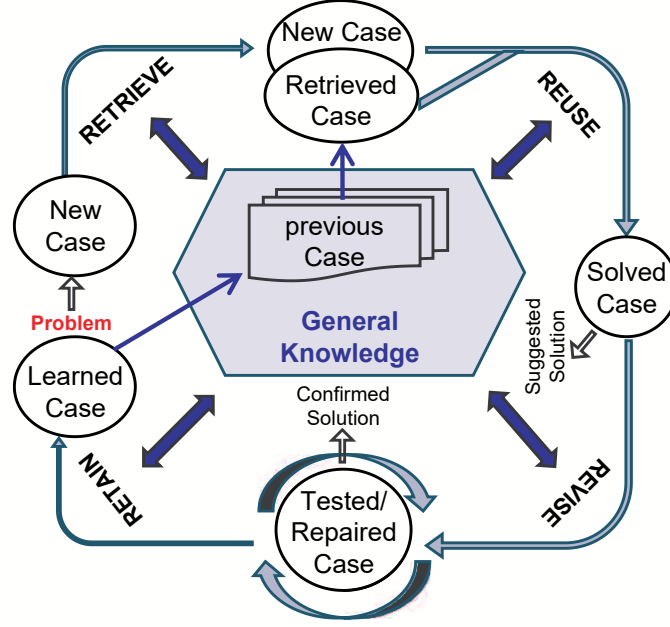 New Case
Retrieved
Case
RETRIEVE
REUSE
New
Case
previous
Case
Solved
Case
Problem
General
Knowledge
Suggested
Solution
Learned
Case
Confirmed
Solution
RETAIN
REVISE
Tested/
Repaired
Case